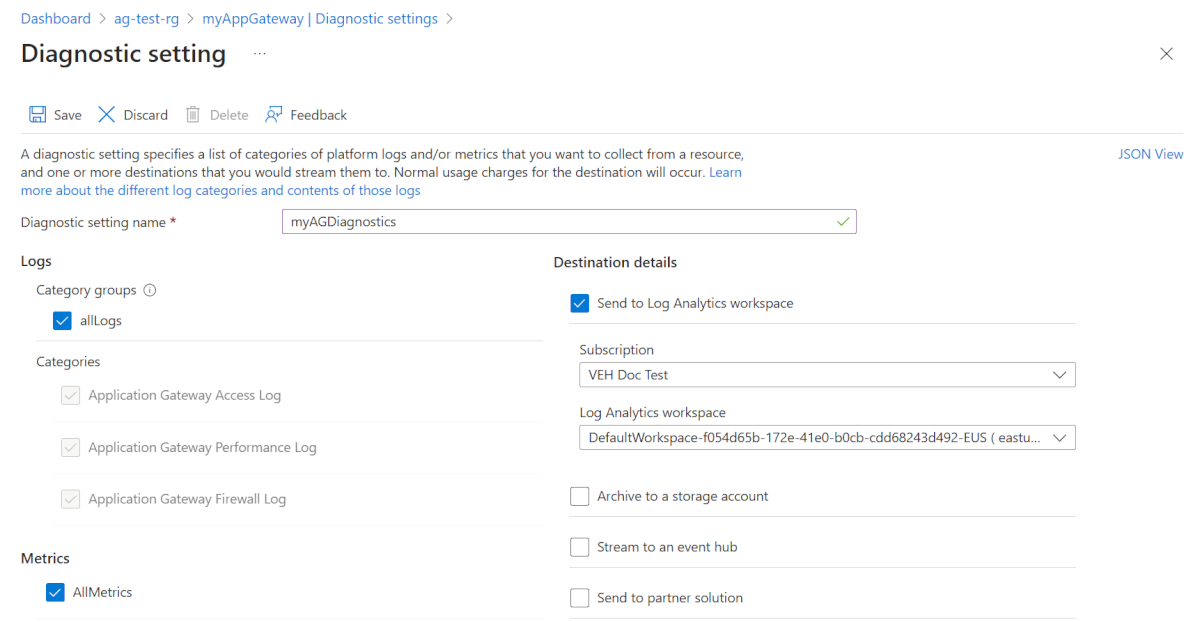 Dashboard > ag-test-rg > myAppGateway | Diagnostic settings >
Diagnostic setting ...
Save Discard Delete Feedback
A diagnostic setting specifies a list of categories of platform logs and/or metrics that you want to collect from a resource,
and one or more destinations that you would stream them to. Normal usage charges for the destination will occur. Learn
more about the different log categories and contents of those logs
JSON View
Diagnostic setting name *
myAGDiagnostics
Logs
Category groups
allLogs
Categories
Application Gateway Access Log
Application Gateway Performance Log
Application Gateway Firewall Log
Metrics
AllMetrics
Destination details
Send to Log Analytics workspace
Subscription
VEH Doc Test
Log Analytics workspace
DefaultWorkspace-f054d65b-172e-41e0-b0cb-cdd68243d492-EUS ( eastu...
Archive to a storage account
Stream to an event hub
Send to partner solution